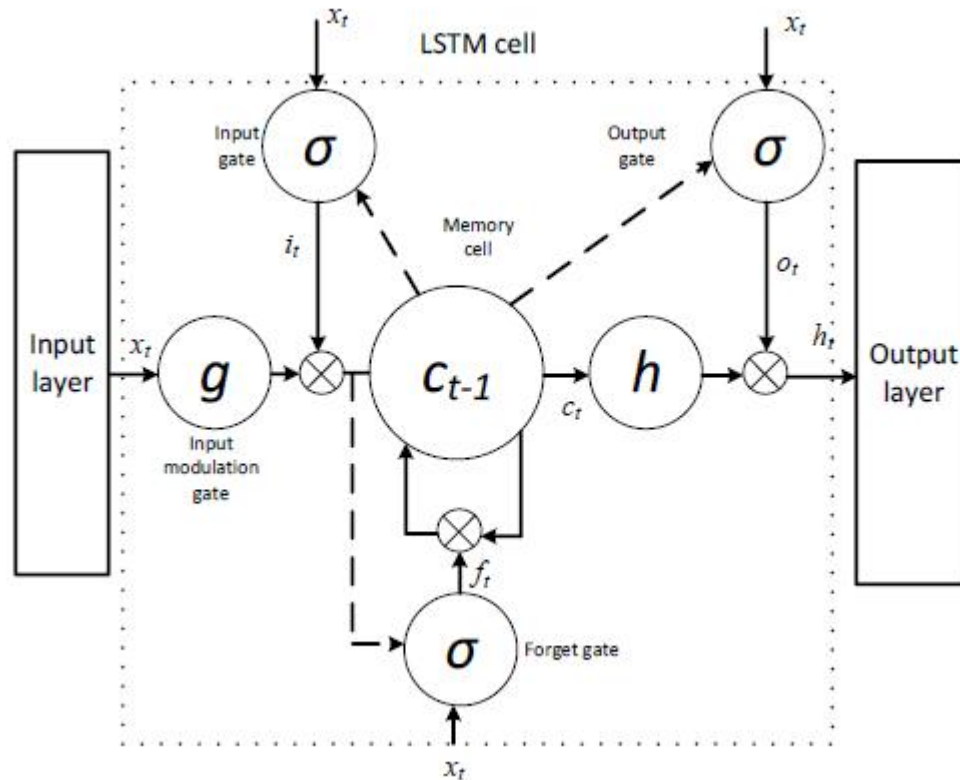 x_t
x_t
LSTM cell
Input
gate
σ
Output
gate
σ
Memory
cell
i_t
o_t
Input
layer
x_t
g
c_{t-1}
c_t
h
h_t
Output
layer
Input
modulation
gate
f_t
σ
Forget gate
x_t